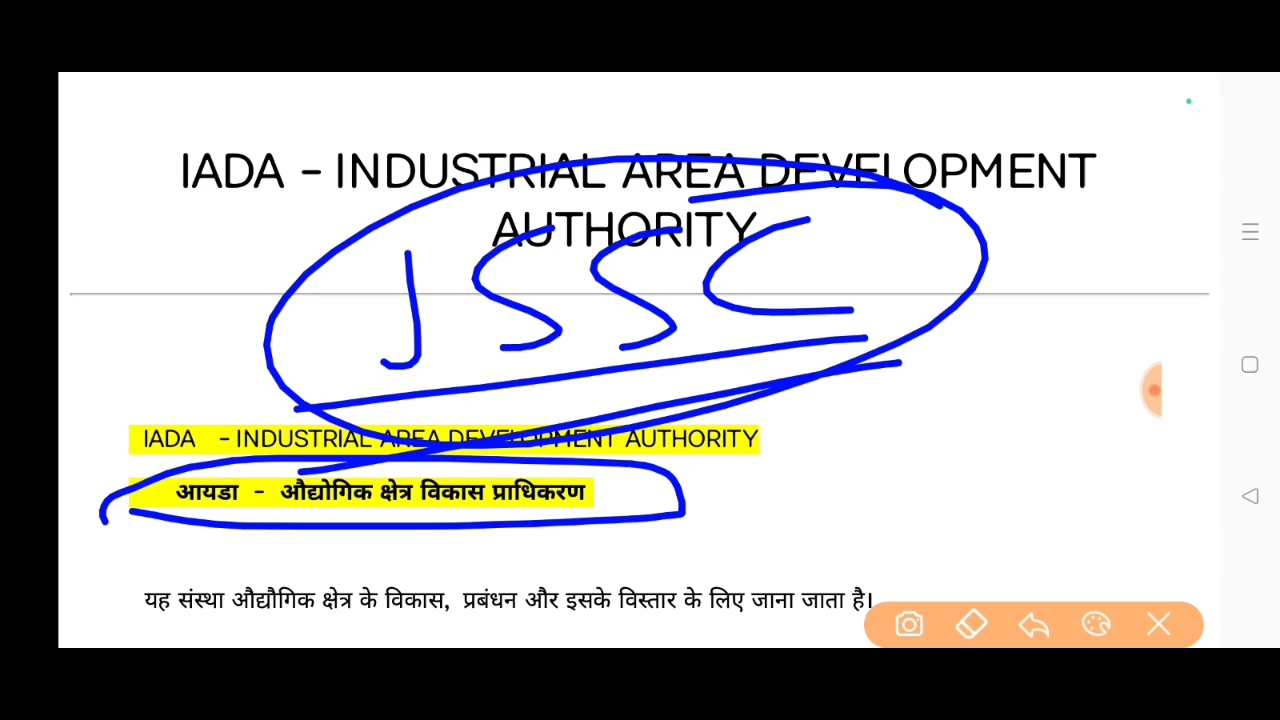 IADA - INDUSTRIAL AREA DEVELOPMENT
AUTHORITY
JSSC
IADA - INDUSTRIAL AREA DEVELOPMENT AUTHORITY
आयडा - औद्योगिक क्षेत्र विकास प्राधिकरण
यह संस्था औद्यौगिक क्षेत्र के विकास, प्रबंधन और इसके विस्तार के लिए जाना जाता है।